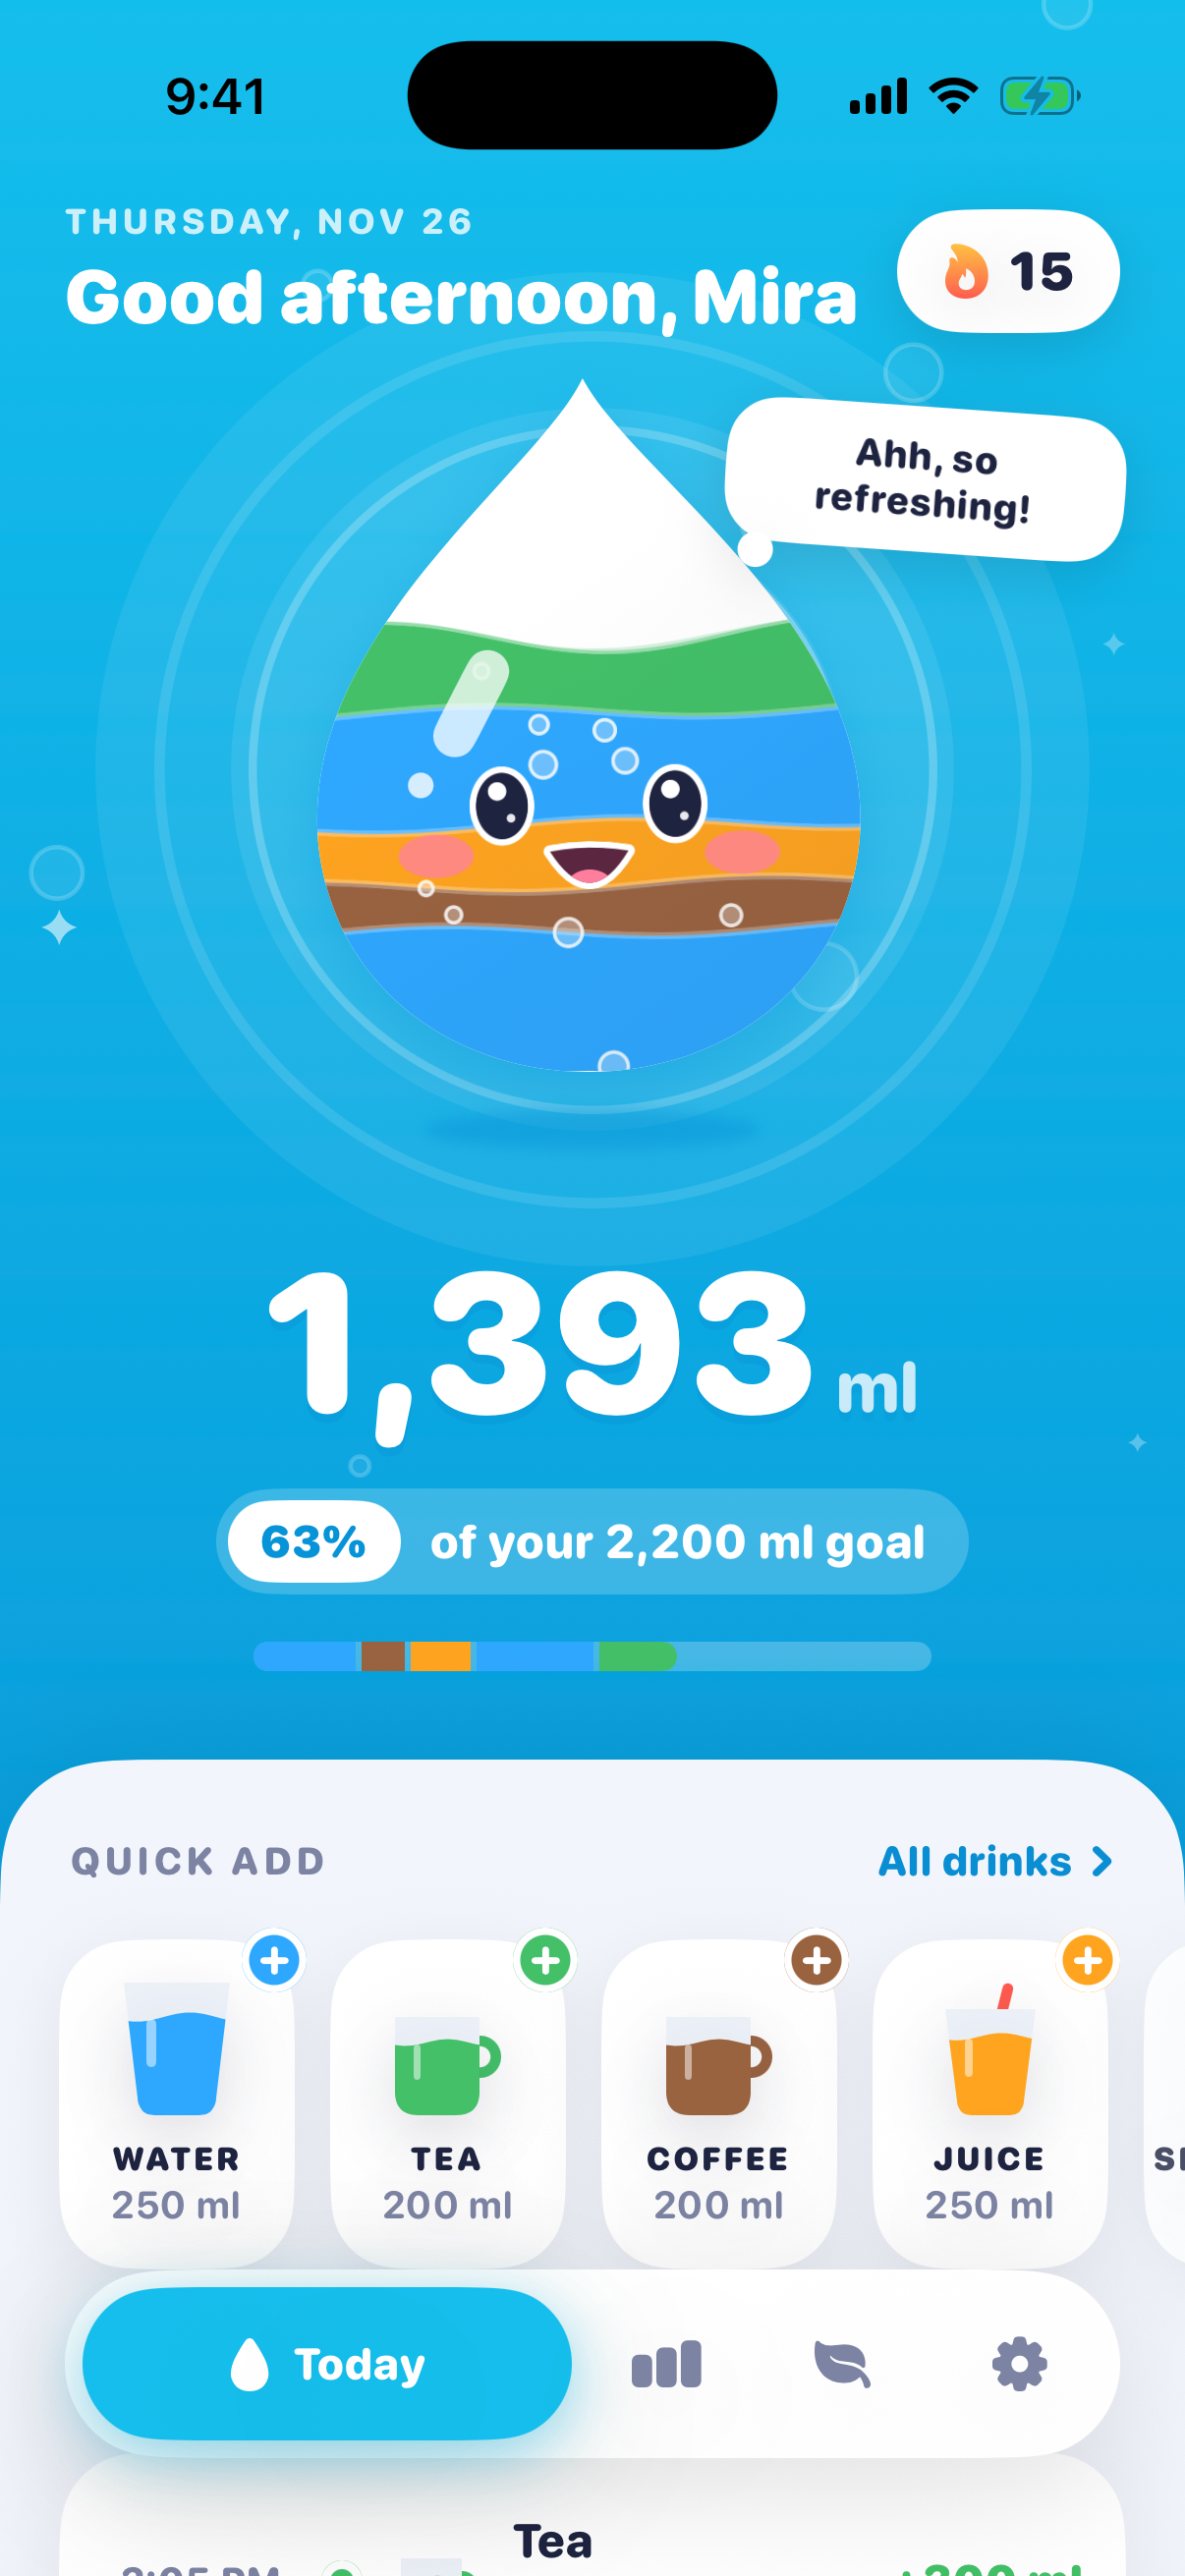 9:41
THURSDAY, NOV 26
Good afternoon, Mira
15
Ahh, so
refreshing!
1,393 ml
63% of your 2,200 ml goal
QUICK ADD
All drinks
WATER
250 ml
TEA
200 ml
COFFEE
200 ml
JUICE
250 ml
Today
Tea